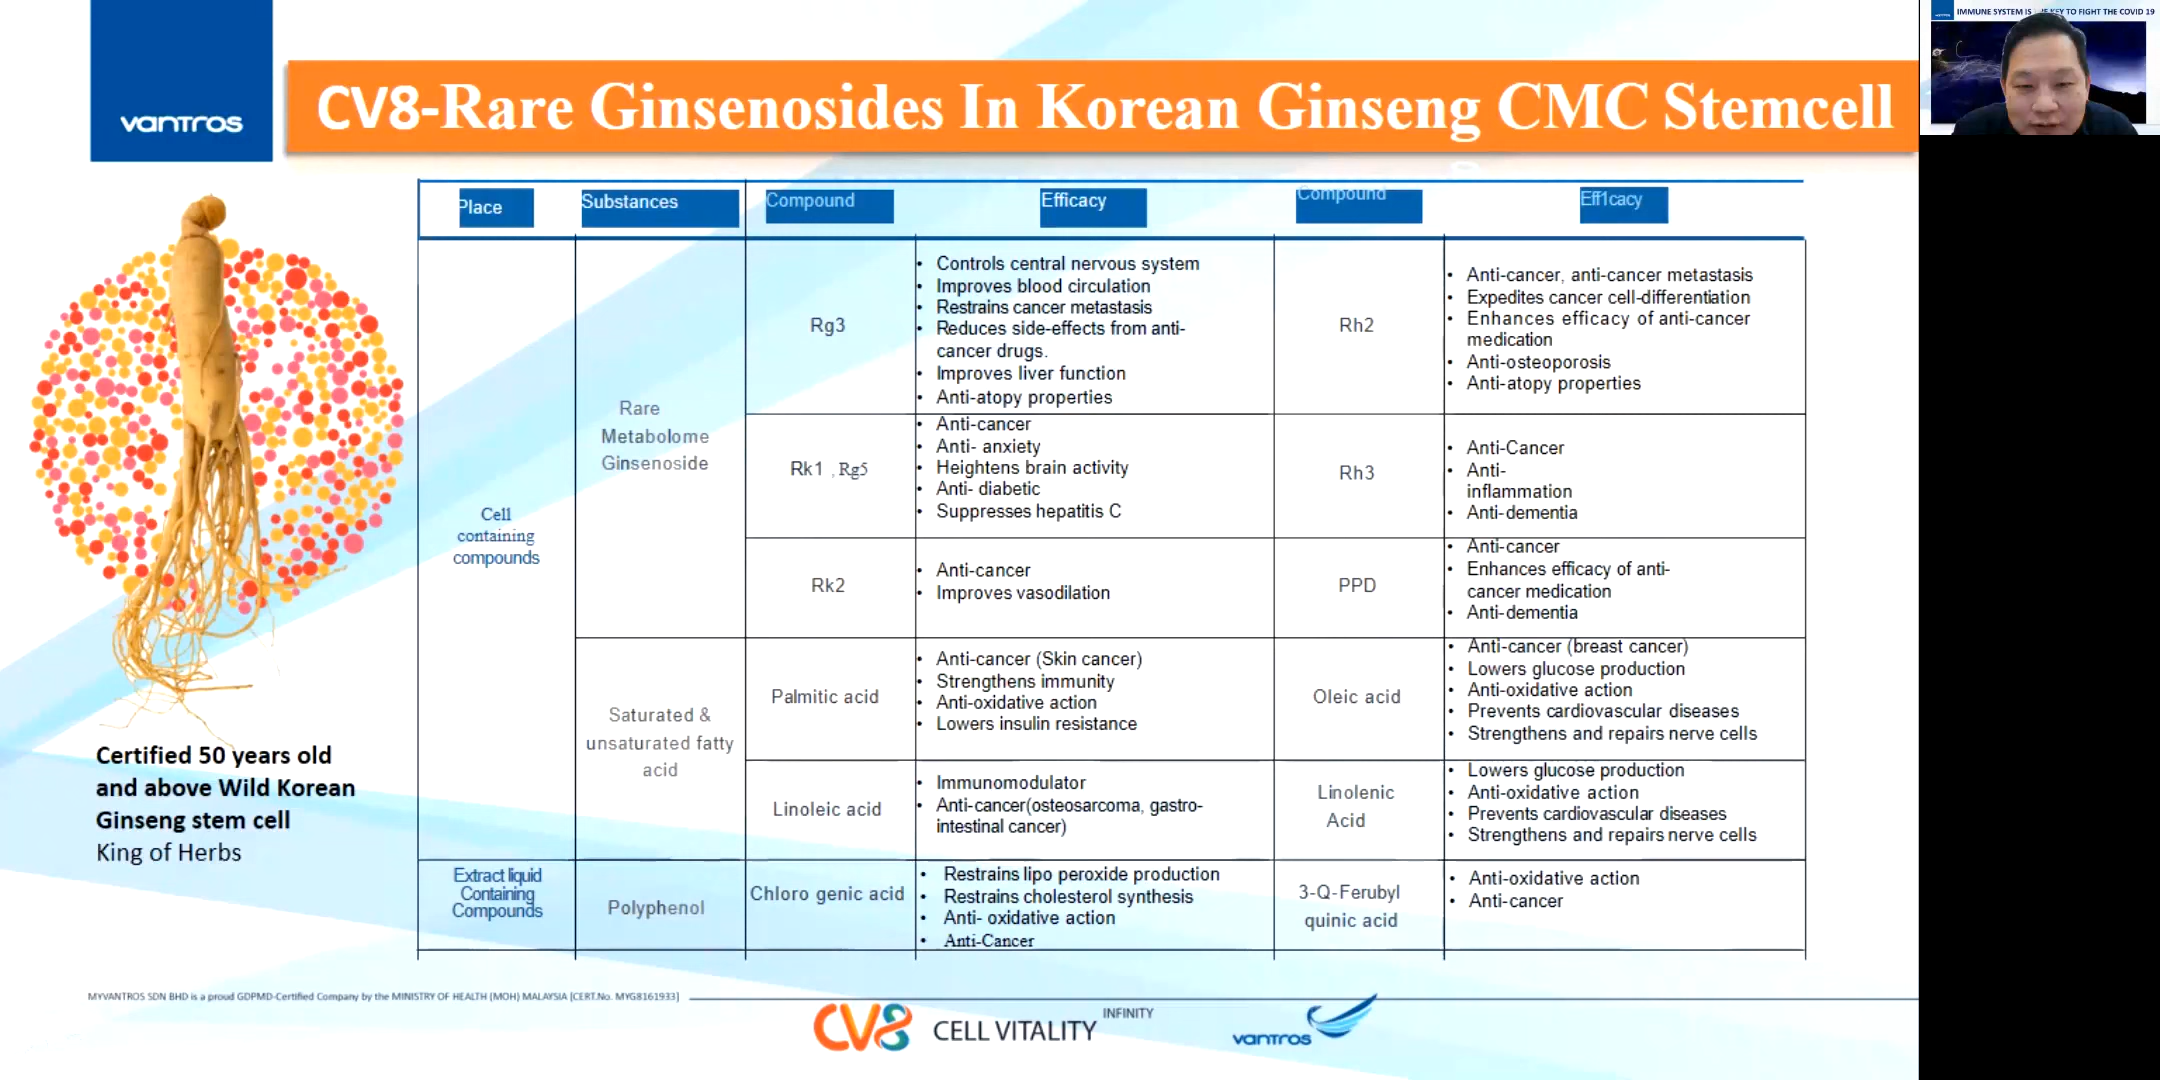 vantros
CV8-Rare Ginsenosides In Korean Ginseng CMC Stemcell
IMMUNE SYSTEM IS KEY TO FIGHT THE COVID 19
Place
Substances
Compound
Efficacy
Compound
Eff1cacy
Cell
containing
compounds
Rare
Metabolome
Ginsenoside
Rg3
• Controls central nervous system
• Improves blood circulation
• Restrains cancer metastasis
• Reduces side-effects from anti-
cancer drugs.
• Improves liver function
• Anti-atopy properties
Rh2
• Anti-cancer, anti-cancer metastasis
• Expedites cancer cell-differentiation
• Enhances efficacy of anti-cancer
medication
• Anti-osteoporosis
• Anti-atopy properties
Rk1 , Rg5
• Anti-cancer
• Anti- anxiety
• Heightens brain activity
• Anti- diabetic
• Suppresses hepatitis C
Rh3
• Anti-Cancer
• Anti-
inflammation
• Anti-dementia
Rk2
• Anti-cancer
• Improves vasodilation
PPD
• Anti-cancer
• Enhances efficacy of anti-
cancer medication
• Anti-dementia
Saturated &
unsaturated fatty
acid
Palmitic acid
• Anti-cancer (Skin cancer)
• Strengthens immunity
• Anti-oxidative action
• Lowers insulin resistance
Oleic acid
• Anti-cancer (breast cancer)
• Lowers glucose production
• Anti-oxidative action
• Prevents cardiovascular diseases
• Strengthens and repairs nerve cells
Linoleic acid
• Immunomodulator
• Anti-cancer(osteosarcoma, gastro-
intestinal cancer)
Linolenic
Acid
• Lowers glucose production
• Anti-oxidative action
• Prevents cardiovascular diseases
• Strengthens and repairs nerve cells
Extract liquid
Containing
Compounds
Polyphenol
Chloro genic acid
• Restrains lipo peroxide production
• Restrains cholesterol synthesis
• Anti- oxidative action
• Anti-Cancer
3-Q-Ferubyl
quinic acid
• Anti-oxidative action
• Anti-cancer
Certified 50 years old
and above Wild Korean
Ginseng stem cell
King of Herbs
MYVANTROS SDN BHD is a proud GDPMD-Certified Company by the MINISTRY OF HEALTH (MOH) MALAYSIA [CERT.No. MYG8161933]
CV8 CELL VITALITY INFINITY
vantros